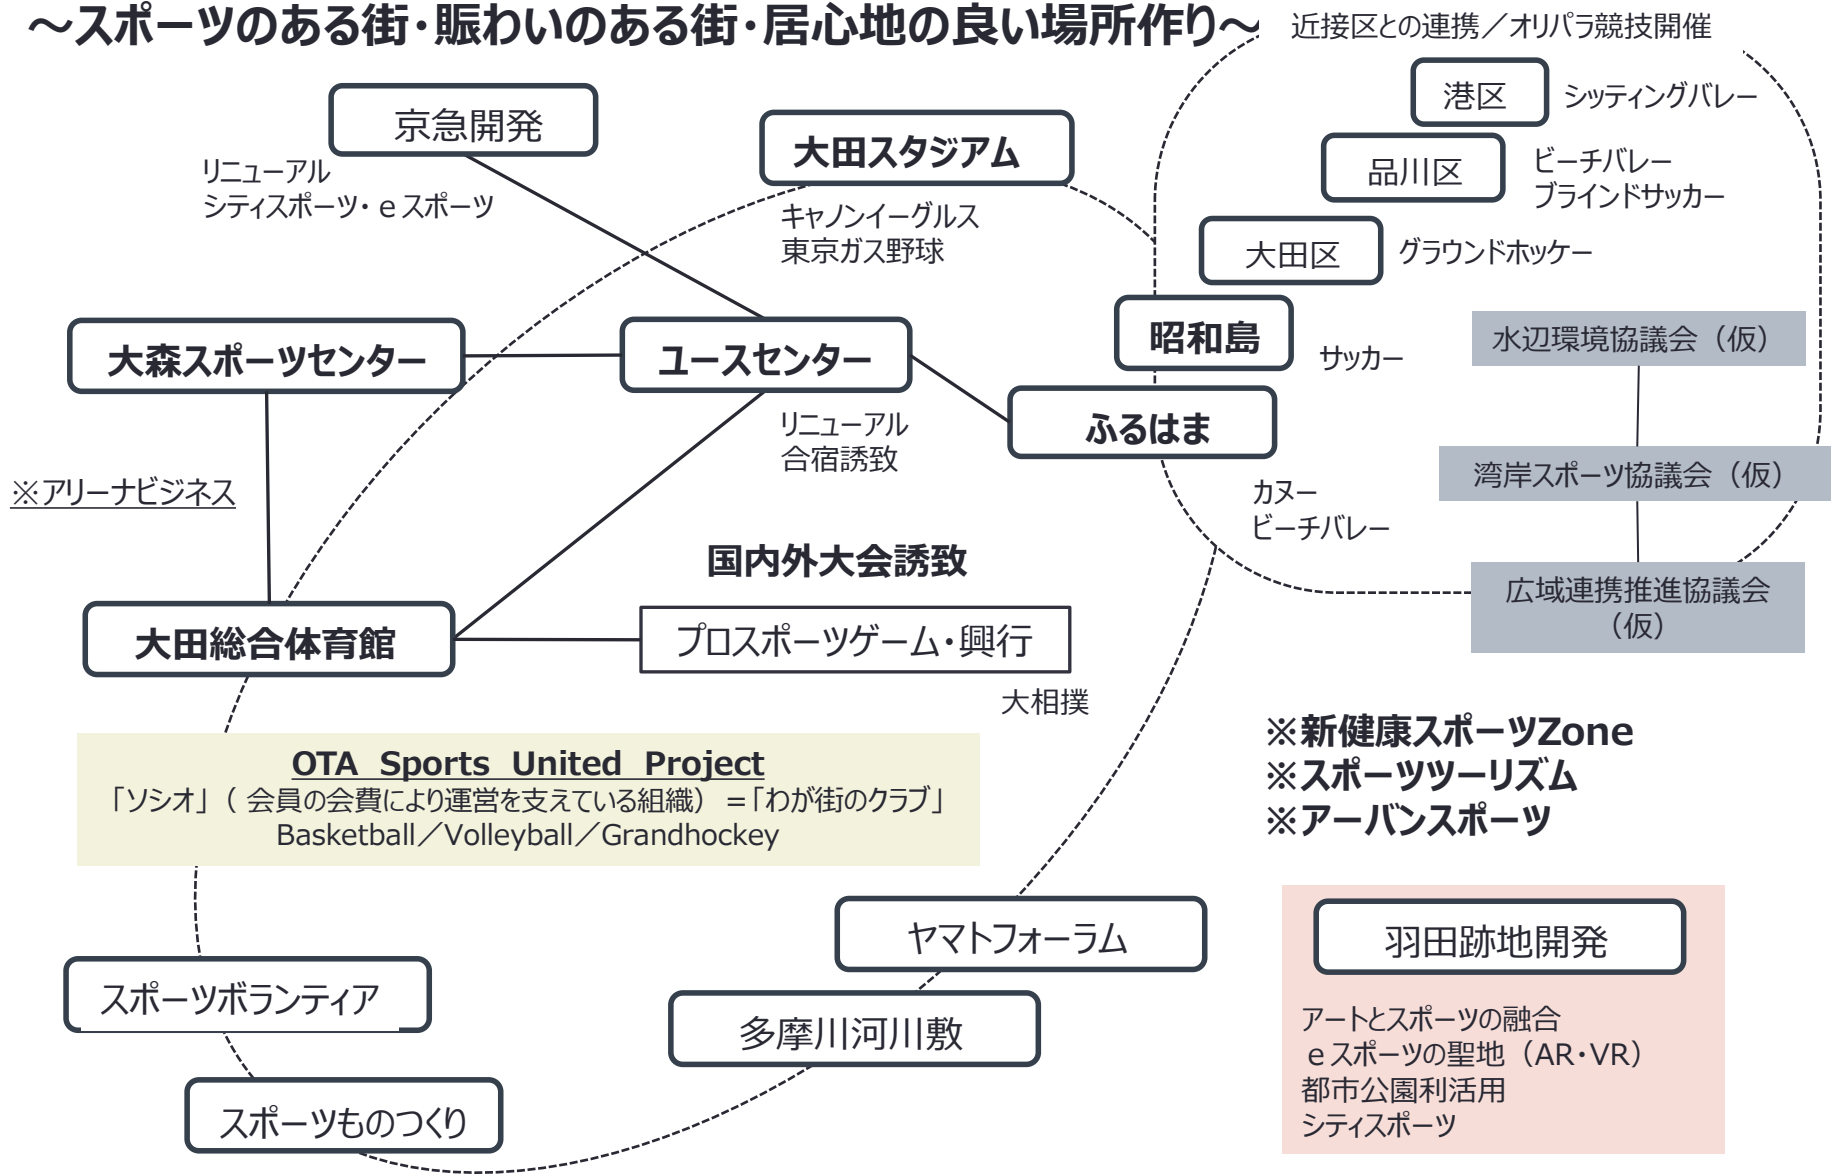 ～スポーツのある街・賑わいのある街・居心地の良い場所作り～
近接区との連携／オリパラ競技開催
港区
シッティングバレー
京急開発
大田スタジアム
品川区
ビーチバレー
ブラインドサッカー
リニューアル
シティスポーツ・ｅスポーツ
キャノンイーグルス
東京ガス野球
大田区
グラウンドホッケー
大森スポーツセンター
ユースセンター
昭和島
サッカー
水辺環境協議会（仮）
リニューアル
合宿誘致
ふるはま
湾岸スポーツ協議会（仮）
※アリーナビジネス
カヌー
ビーチバレー
国内外大会誘致
広域連携推進協議会
（仮）
大田総合体育館
プロスポーツゲーム・興行
大相撲
OTA Sports United Project
「ソシオ」（ 会員の会費により運営を支えている組織）＝「わが街のクラブ」
Basketball／Volleyball／Grandhockey
※新健康スポーツZone
※スポーツツーリズム
※アーバンスポーツ
ヤマトフォーラム
羽田跡地開発
スポーツボランティア
多摩川河川敷
アートとスポーツの融合
ｅスポーツの聖地（AR・VR）
都市公園利活用
シティスポーツ
スポーツものつくり